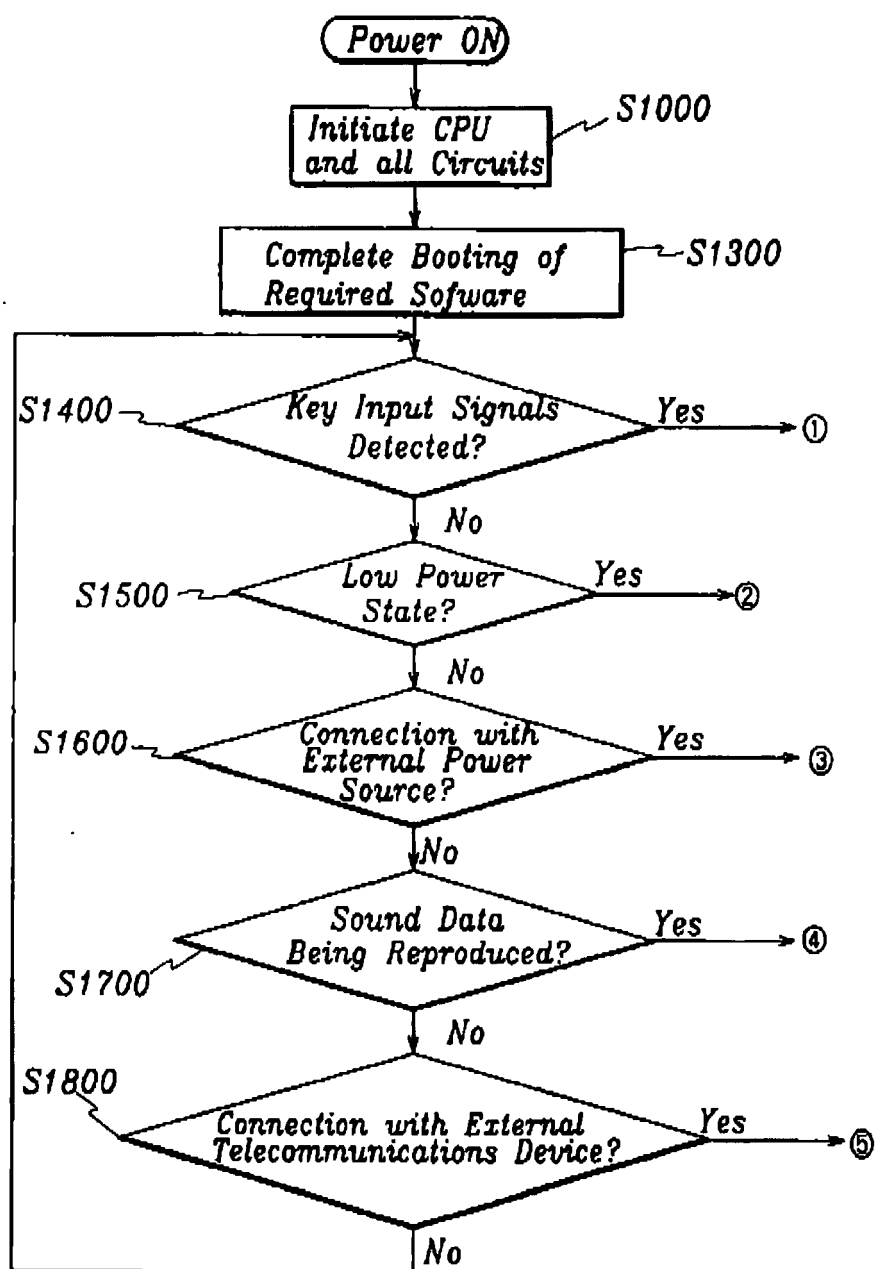 Power ON
S1000
Initiate CPU
and all Circuits
S1300
Complete Booting of
Required Sofware
S1400
Key Input Signals
Detected?
Yes
①
No
S1500
Low Power
State?
Yes
②
No
S1600
Connection with
External Power
Source?
Yes
③
No
S1700
Sound Data
Being Reproduced?
Yes
④
No
S1800
Connection with External
Telecommunications Device?
Yes
⑤
No